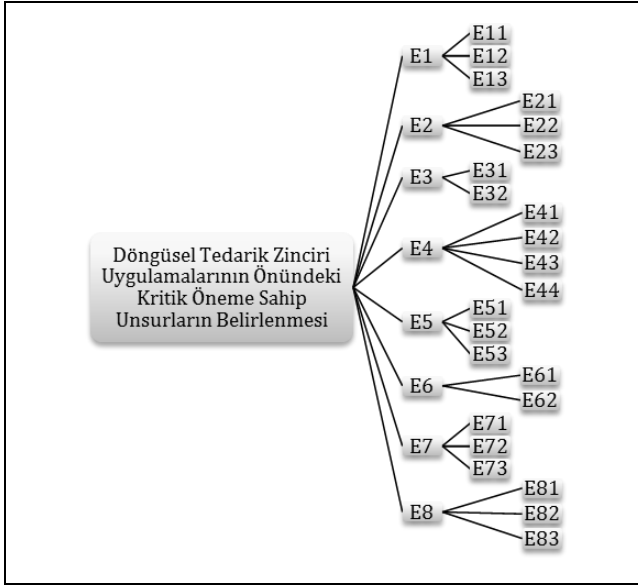 Döngüsel Tedarik Zinciri
Uygulamalarının Önündeki
Kritik Öneme Sahip
Unsurların Belirlenmesi
E1
E11
E12
E13
E2
E21
E22
E23
E3
E31
E32
E4
E41
E42
E43
E44
E5
E51
E52
E53
E6
E61
E62
E7
E71
E72
E73
E8
E81
E82
E83